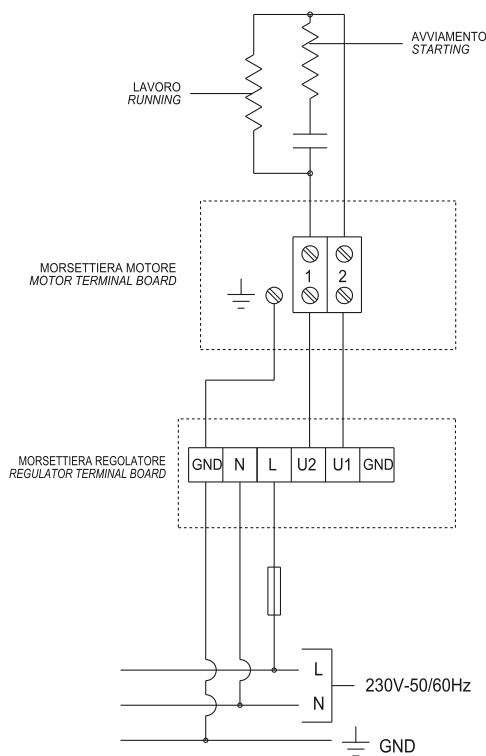 AVVIAMENTO
STARTING
LAVORO
RUNNING
1 2
MORSETTIERA MOTORE
MOTOR TERMINAL BOARD
MORSETTIERA REGOLATORE
REGULATOR TERMINAL BOARD
GND N L U2 U1 GND
L
230V-50/60Hz
N
GND